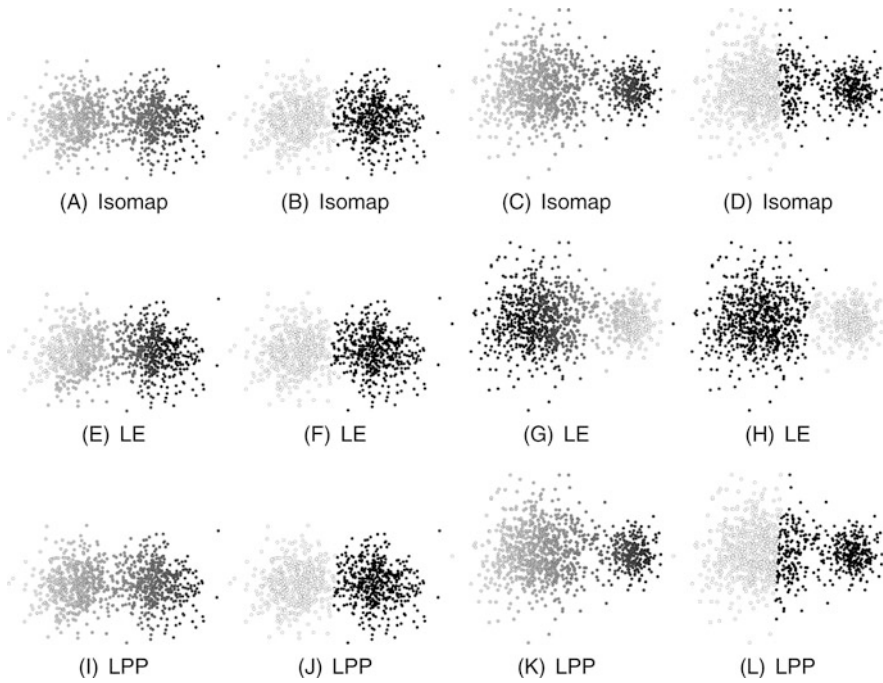 (A) Isomap
(B) Isomap
(C) Isomap
(D) Isomap
(E) LE
(F) LE
(G) LE
(H) LE
(I) LPP
(J) LPP
(K) LPP
(L) LPP